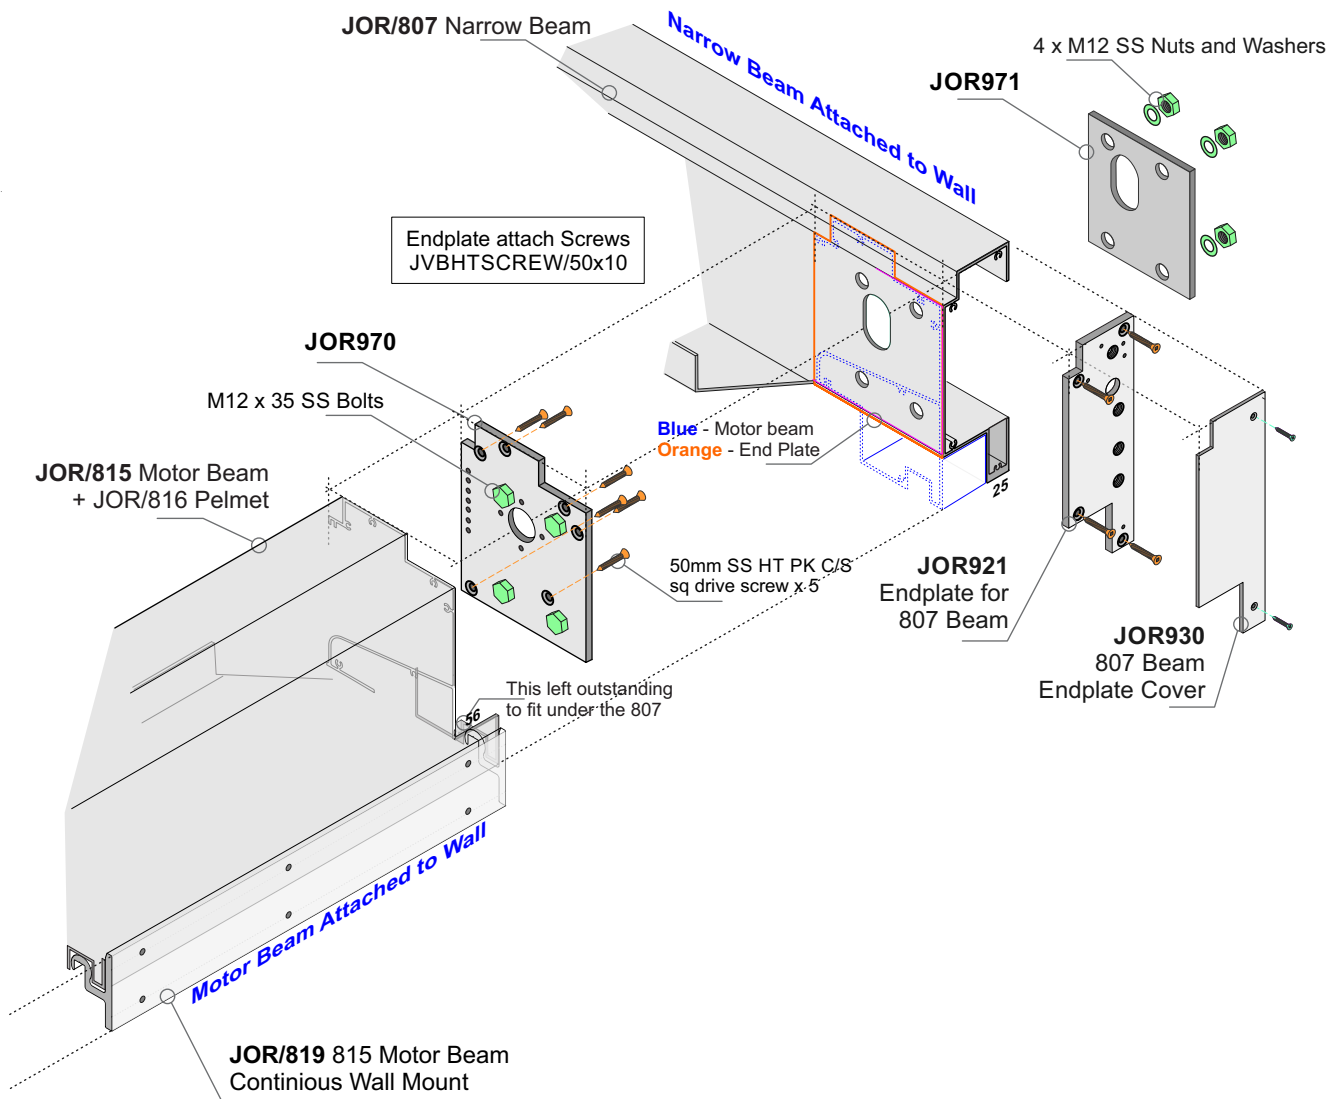 JOR/807 Narrow Beam
Narrow Beam Attached to Wall
4 x M12 SS Nuts and Washers
JOR971
Endplate attach Screws
JVBHTSCREW/50x10
JOR970
M12 x 35 SS Bolts
JOR/815 Motor Beam
+ JOR/816 Pelmet
Blue - Motor beam
Orange - End Plate
25
50mm SS HT PK C/S
sq drive screw x 5
JOR921
Endplate for
807 Beam
JOR930
807 Beam
Endplate Cover
This left outstanding
to fit under the 807
56
Motor Beam Attached to Wall
JOR/819 815 Motor Beam
Continious Wall Mount